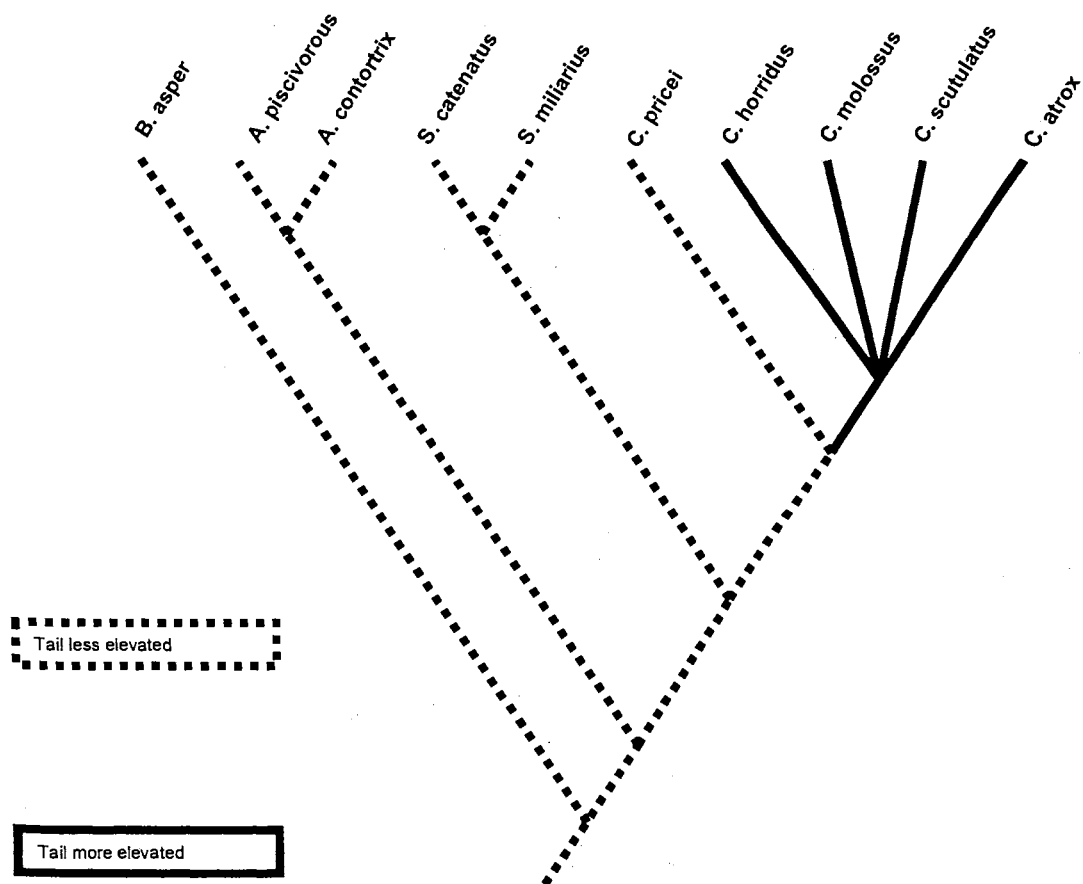 B. asper
A. piscivorous
A. contortrix
S. catenatus
S. miliarius
C. pricei
C. horridus
C. molossus
C. scutulatus
C. atrox
Tail less elevated
Tail more elevated